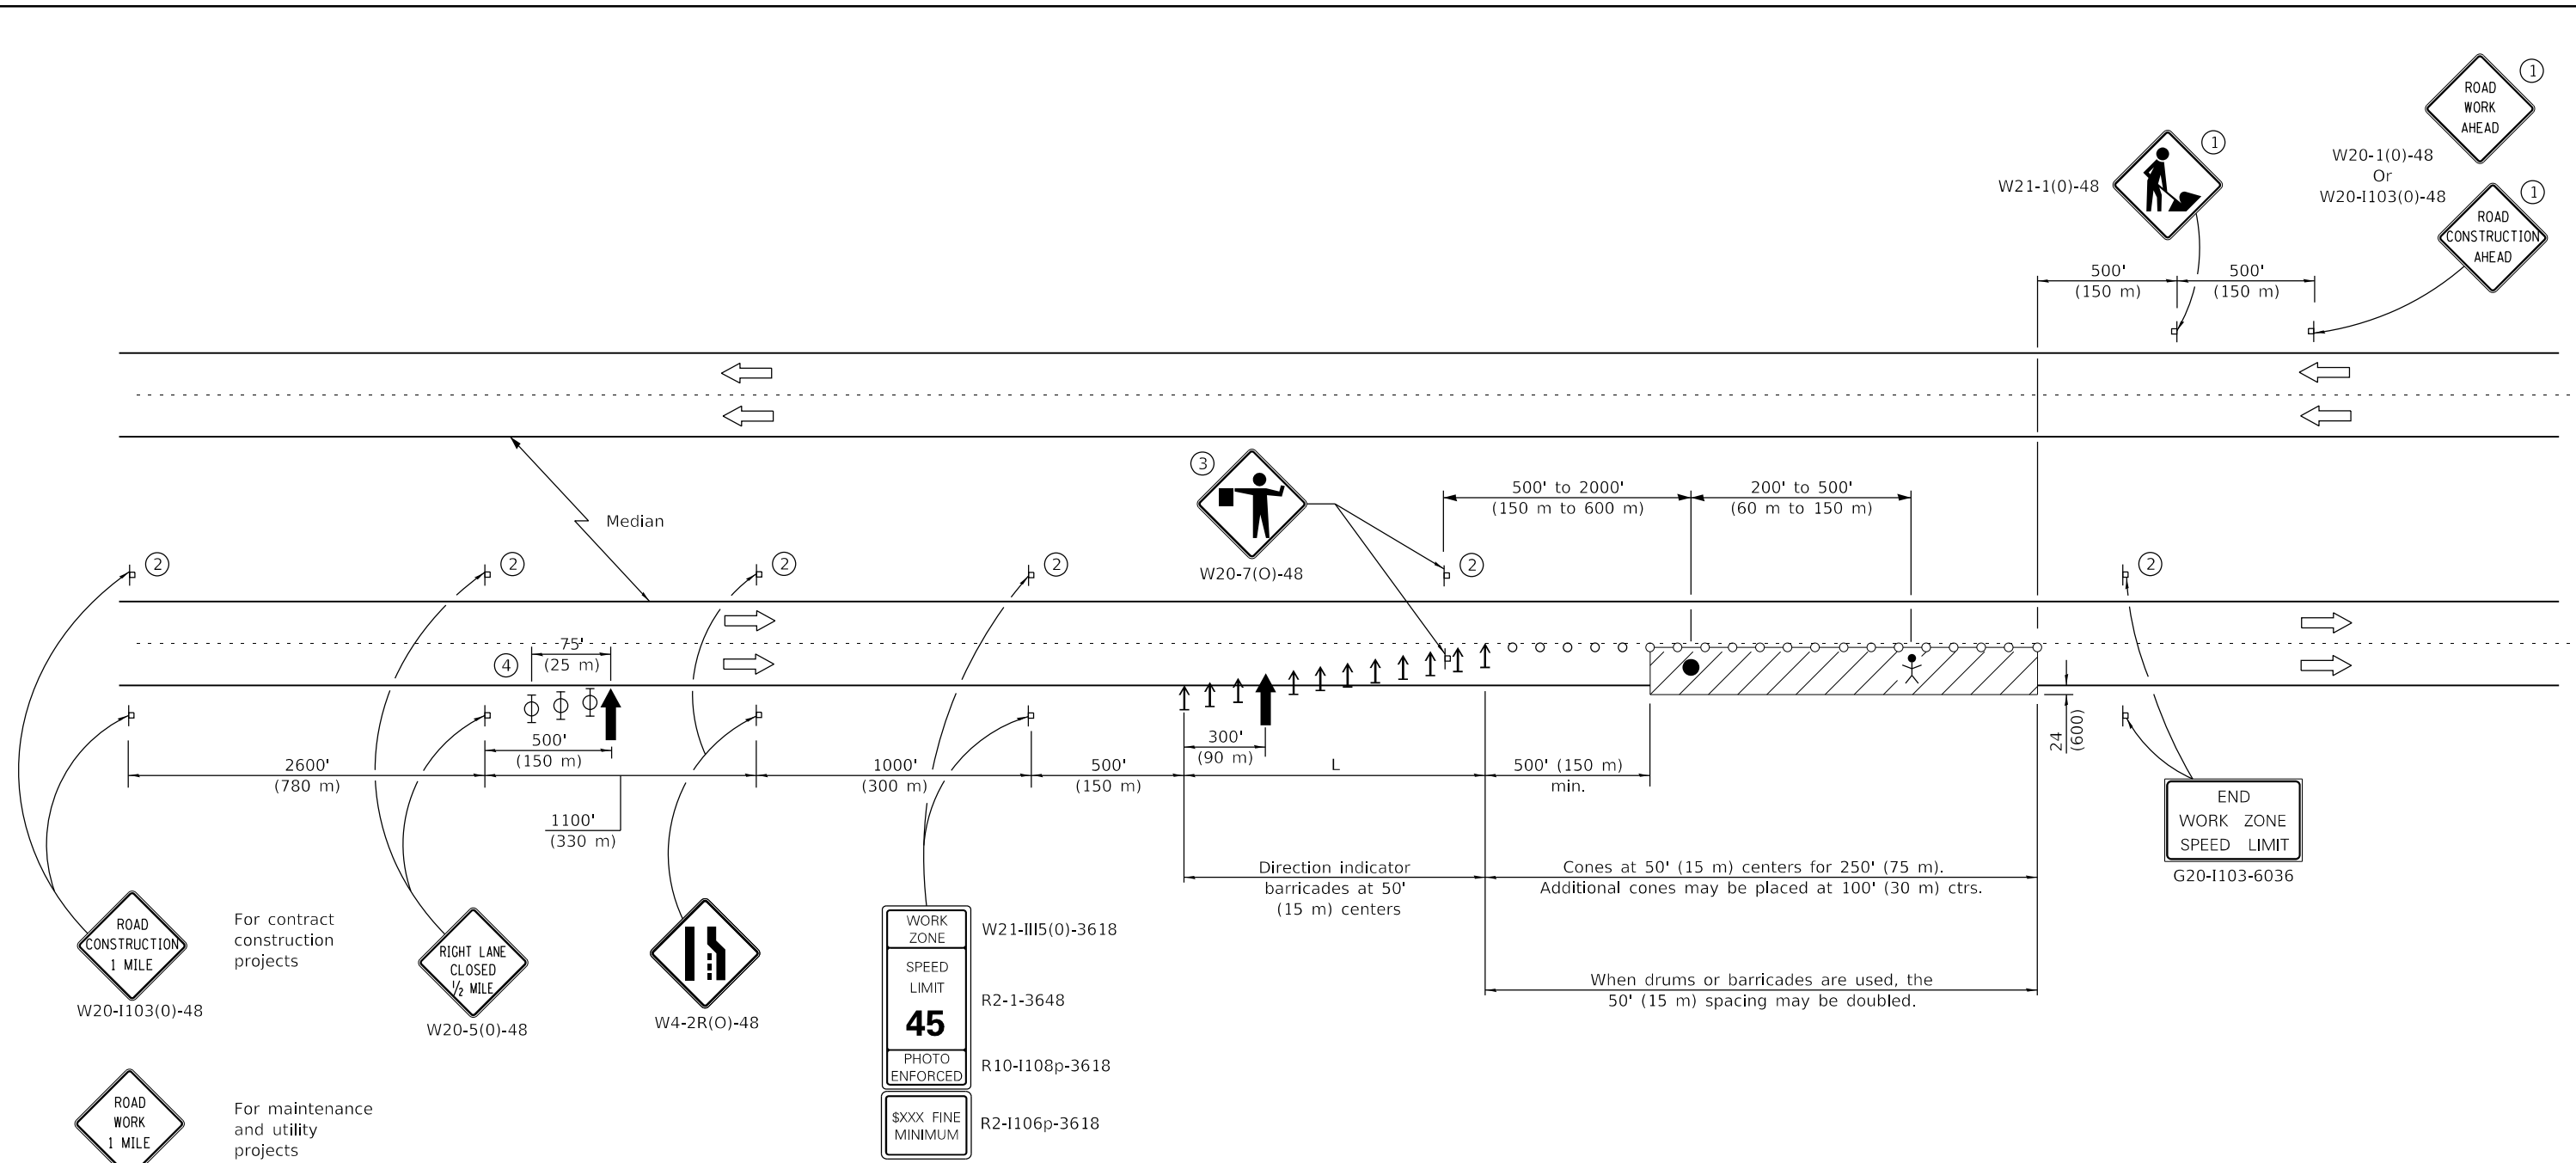 ROAD
WORK
AHEAD
1
W20-1(0)-48
Or
W20-I103(0)-48
1
ROAD
CONSTRUCTION
AHEAD
1
W21-1(0)-48
500'
(150 m)
500'
(150 m)
3
W20-7(O)-48
500' to 2000'
(150 m to 600 m)
200' to 500'
(60 m to 150 m)
Median
2
2
2
2
2
2
4
75'
(25 m)
500'
(150 m)
2600'
(780 m)
1100'
(330 m)
1000'
(300 m)
500'
(150 m)
300'
(90 m)
L
500' (150 m)
min.
24
(600)
Direction indicator
barricades at 50'
(15 m) centers
Cones at 50' (15 m) centers for 250' (75 m).
Additional cones may be placed at 100' (30 m) ctrs.
When drums or barricades are used, the
50' (15 m) spacing may be doubled.
END
WORK ZONE
SPEED LIMIT
G20-I103-6036
ROAD
CONSTRUCTION
1 MILE
W20-I103(0)-48
For contract
construction
projects
RIGHT LANE
CLOSED
1/2 MILE
W20-5(0)-48
W4-2R(O)-48
WORK
ZONE
W21-III5(0)-3618
SPEED
LIMIT
45
R2-1-3648
PHOTO
ENFORCED
R10-I108p-3618
$XXX FINE
MINIMUM
R2-I106p-3618
ROAD
WORK
1 MILE
For maintenance
and utility
projects